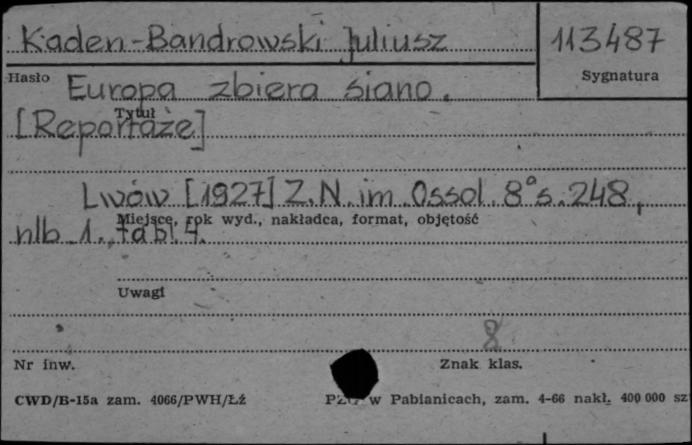 Kaden-Bandrowski Juliusz 113487
Hasło Sygnatura
Europa zbiera siano.
Tytuł
[Reportaże]
Lwów [1927] Z.N. im. Ossol. 8° s. 248,
Miejsce, rok wyd., nakładca, format, objętość
nlb 1., tabl. 4.
Uwagi
8
Nr inw. Znak klas.
CWD/B-15a zam. 4066/PWH/Łź w Pabianicach, zam. 4-66 nakł. 400 000 sz